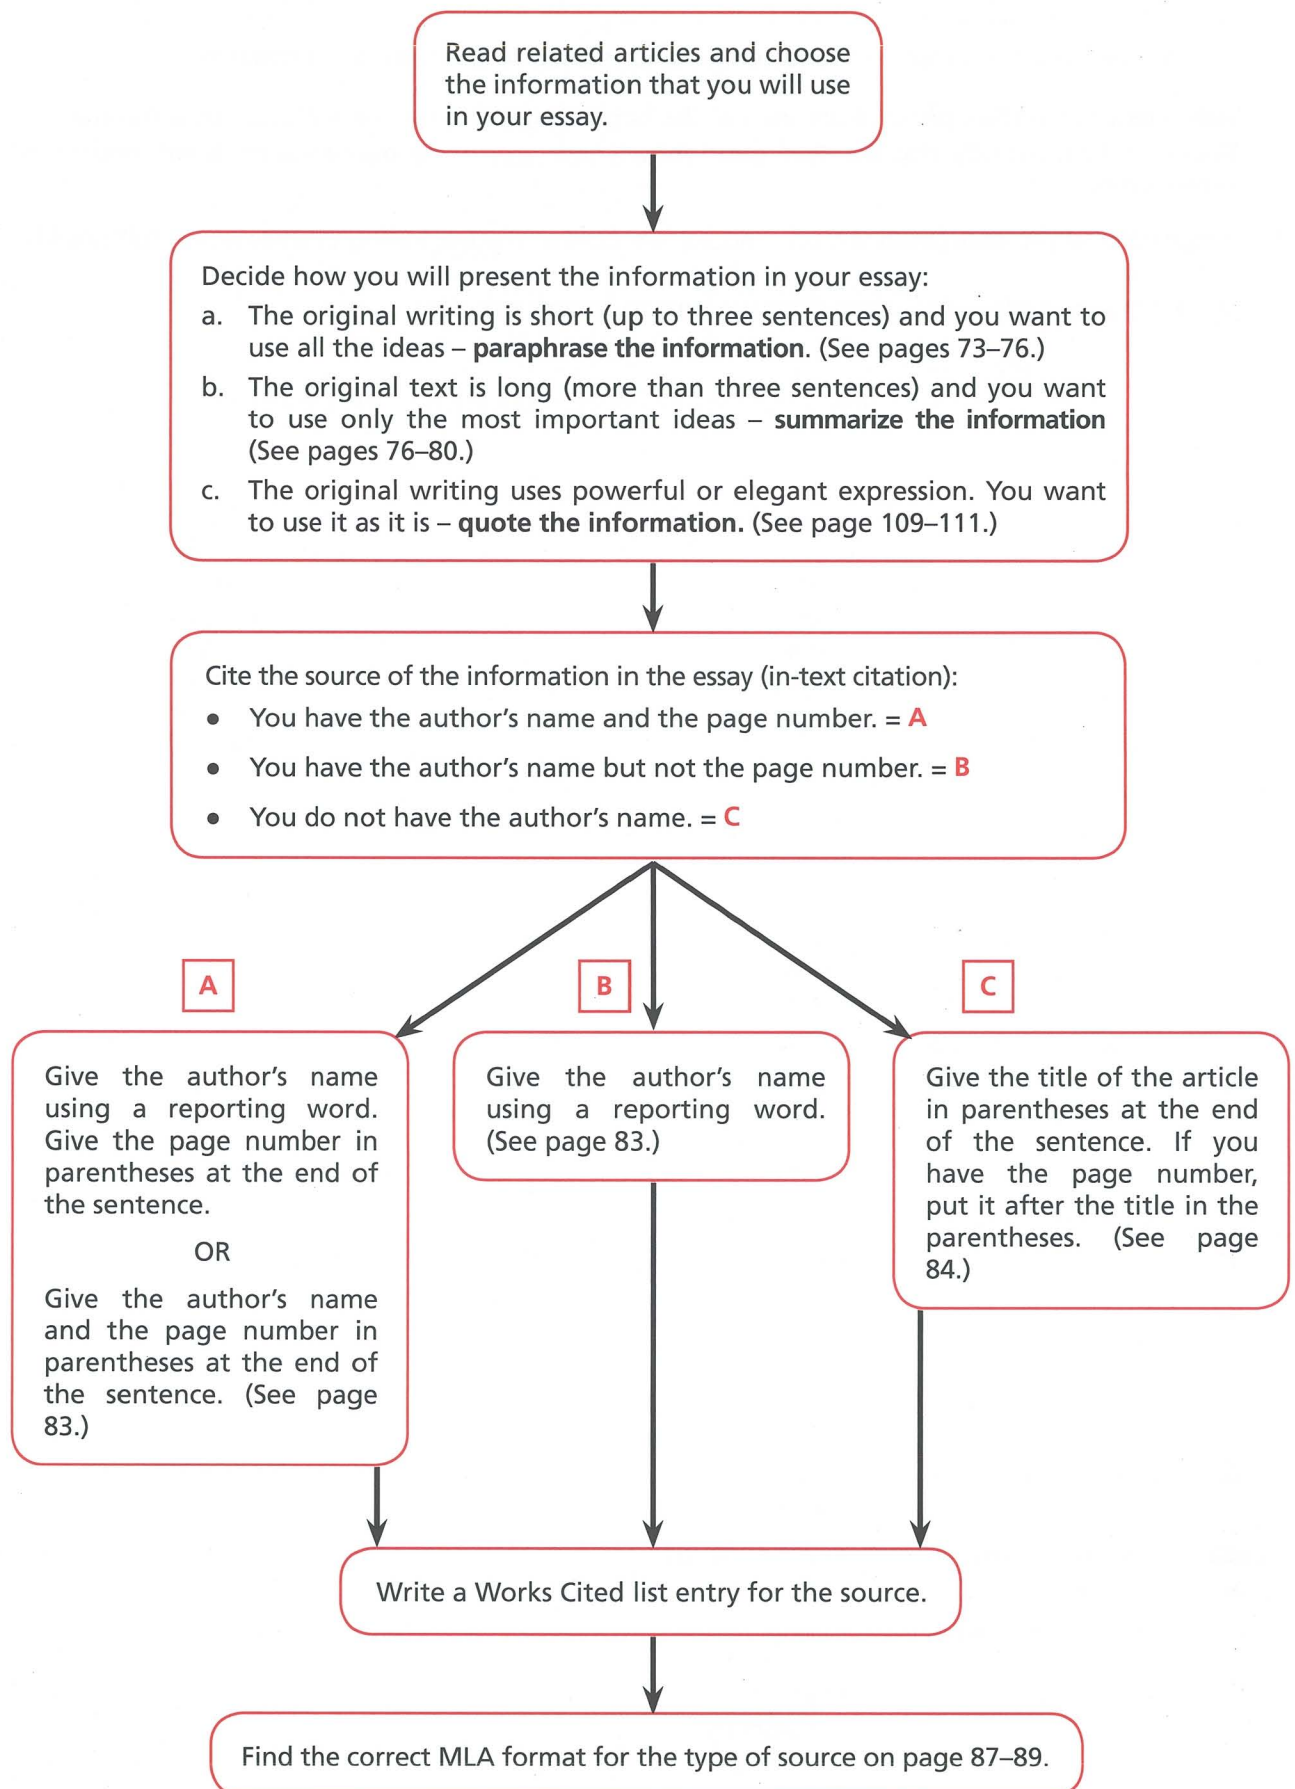 Read related articles and choose
the information that you will use
in your essay.
Decide how you will present the information in your essay:
a. The original writing is short (up to three sentences) and you want to
use all the ideas – paraphrase the information. (See pages 73–76.)
b. The original text is long (more than three sentences) and you want
to use only the most important ideas – summarize the information
(See pages 76–80.)
c. The original writing uses powerful or elegant expression. You want
to use it as it is – quote the information. (See page 109–111.)
Cite the source of the information in the essay (in-text citation):
• You have the author's name and the page number. = A
• You have the author's name but not the page number. = B
• You do not have the author's name. = C
A
Give the author's name
using a reporting word.
Give the page number in
parentheses at the end of
the sentence.
OR
Give the author's name
and the page number in
parentheses at the end of
the sentence. (See page
83.)
B
Give the author's name
using a reporting word.
(See page 83.)
C
Give the title of the article
in parentheses at the end
of the sentence. If you
have the page number,
put it after the title in the
parentheses. (See page
84.)
Write a Works Cited list entry for the source.
Find the correct MLA format for the type of source on page 87–89.